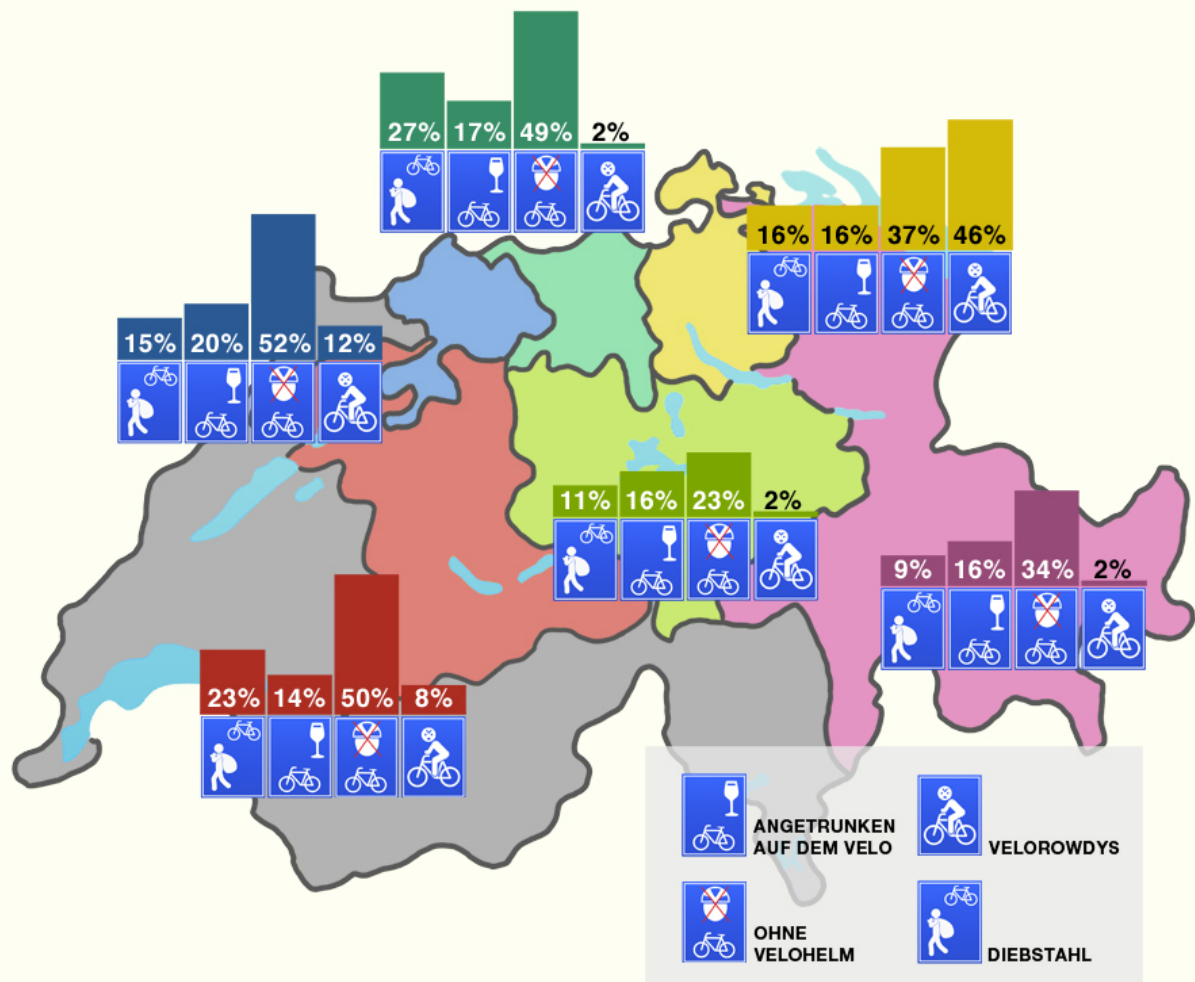 27% 17% 49% 2%
16% 16% 37% 46%
15% 20% 52% 12%
11% 16% 23% 2%
9% 16% 34% 2%
23% 14% 50% 8%
ANGETRUNKEN
AUF DEM VELO
VELOROWDYS
OHNE
VELOHELM
DIEBSTAHL